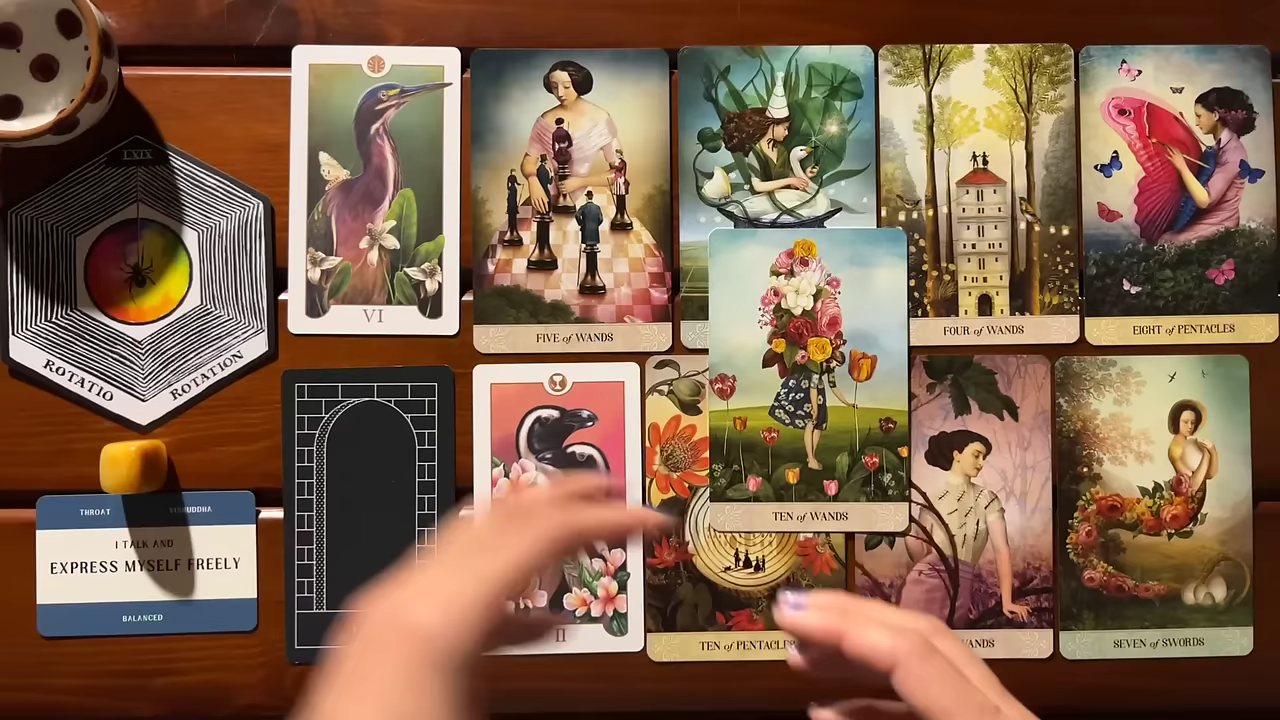 LXIX
ROTATIO
ROTATION
THROAT
VISHUDDHA
I TALK AND
EXPRESS MYSELF FREELY
BALANCED
VI
FIVE of WANDS
FOUR of WANDS
EIGHT of PENTACLES
TEN of WANDS
II
TEN of PENTACLES
WANDS
SEVEN of SWORDS